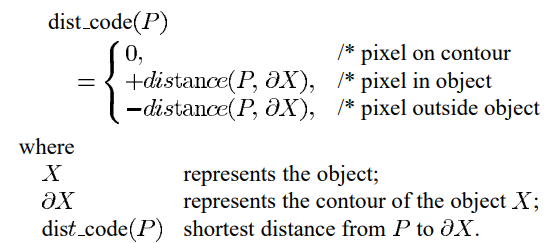 dist_code(P)
= { 0, /* pixel on contour
+distance(P, ∂X), /* pixel in object
−distance(P, ∂X), /* pixel outside object
where
X represents the object;
∂X represents the contour of the object X;
dist_code(P) shortest distance from P to ∂X.